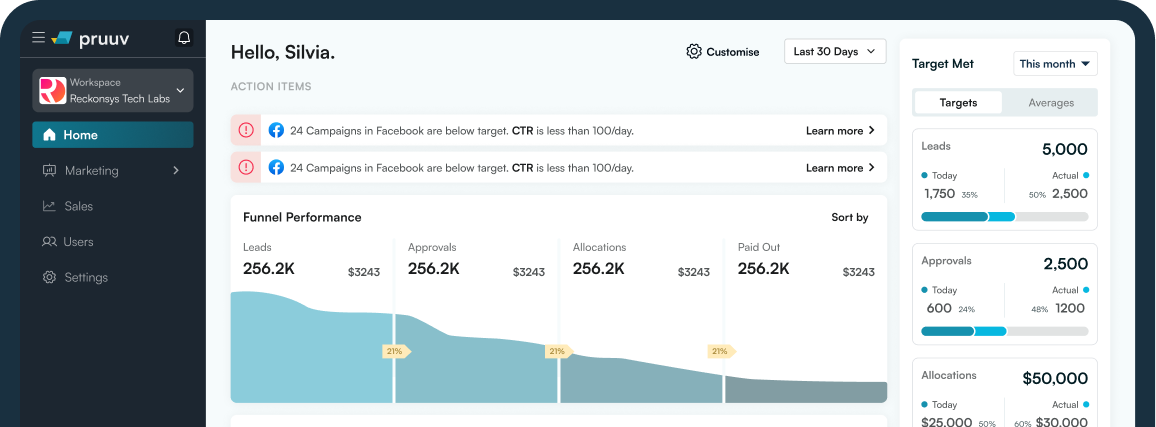 pruuv
Workspace
Reckonsys Tech Labs
Home
Marketing
Sales
Users
Settings
Hello, Silvia.
Customise
Last 30 Days
ACTION ITEMS
24 Campaigns in Facebook are below target. CTR is less than 100/day.
Learn more
24 Campaigns in Facebook are below target. CTR is less than 100/day.
Learn more
Funnel Performance
Sort by
Leads
256.2K
$3243
Approvals
256.2K
$3243
Allocations
256.2K
$3243
Paid Out
256.2K
$3243
21%
21%
21%
Target Met
This month
Targets
Averages
Leads
5,000
Today
Actual
1,750 35%
50% 2,500
Approvals
2,500
Today
Actual
600 24%
48% 1200
Allocations
$50,000
Today
Actual
$25,000 50%
60% $30,000